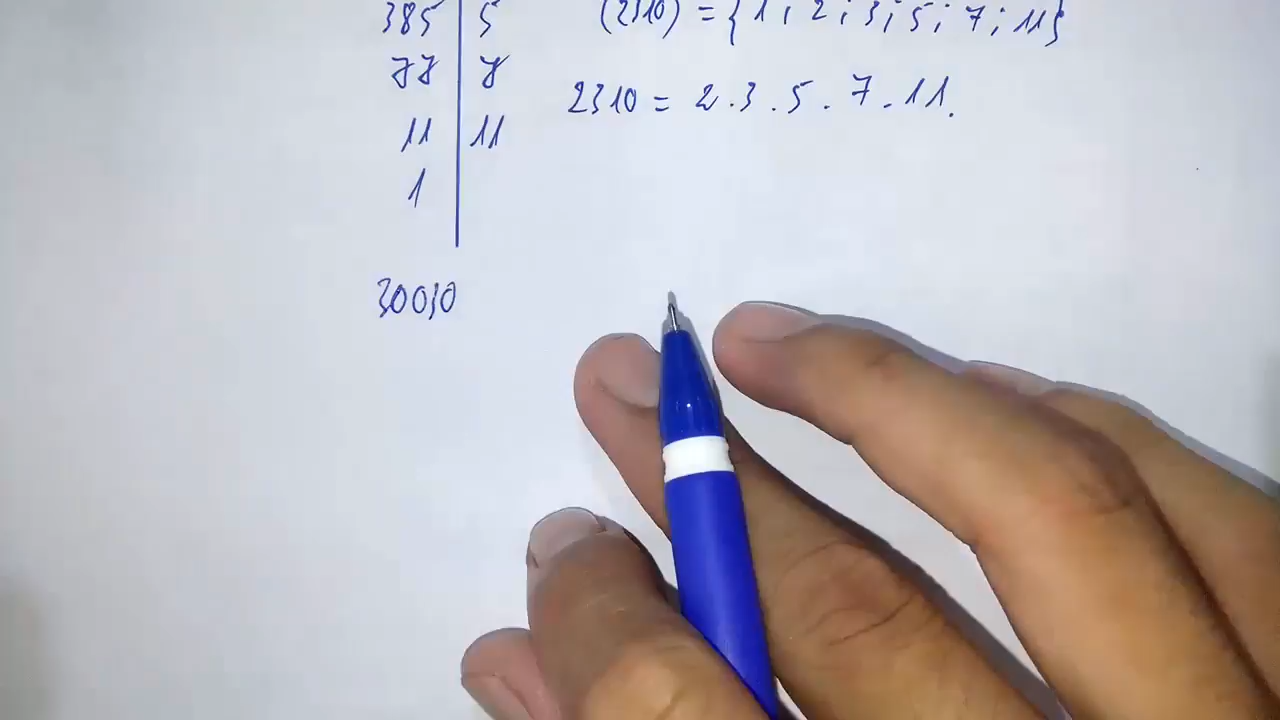 385 | 5
(2310) = {1; 2; 3; 5; 7; 11}
77 | 7
2310 = 2.3.5.7.11.
11 | 11
1
30030